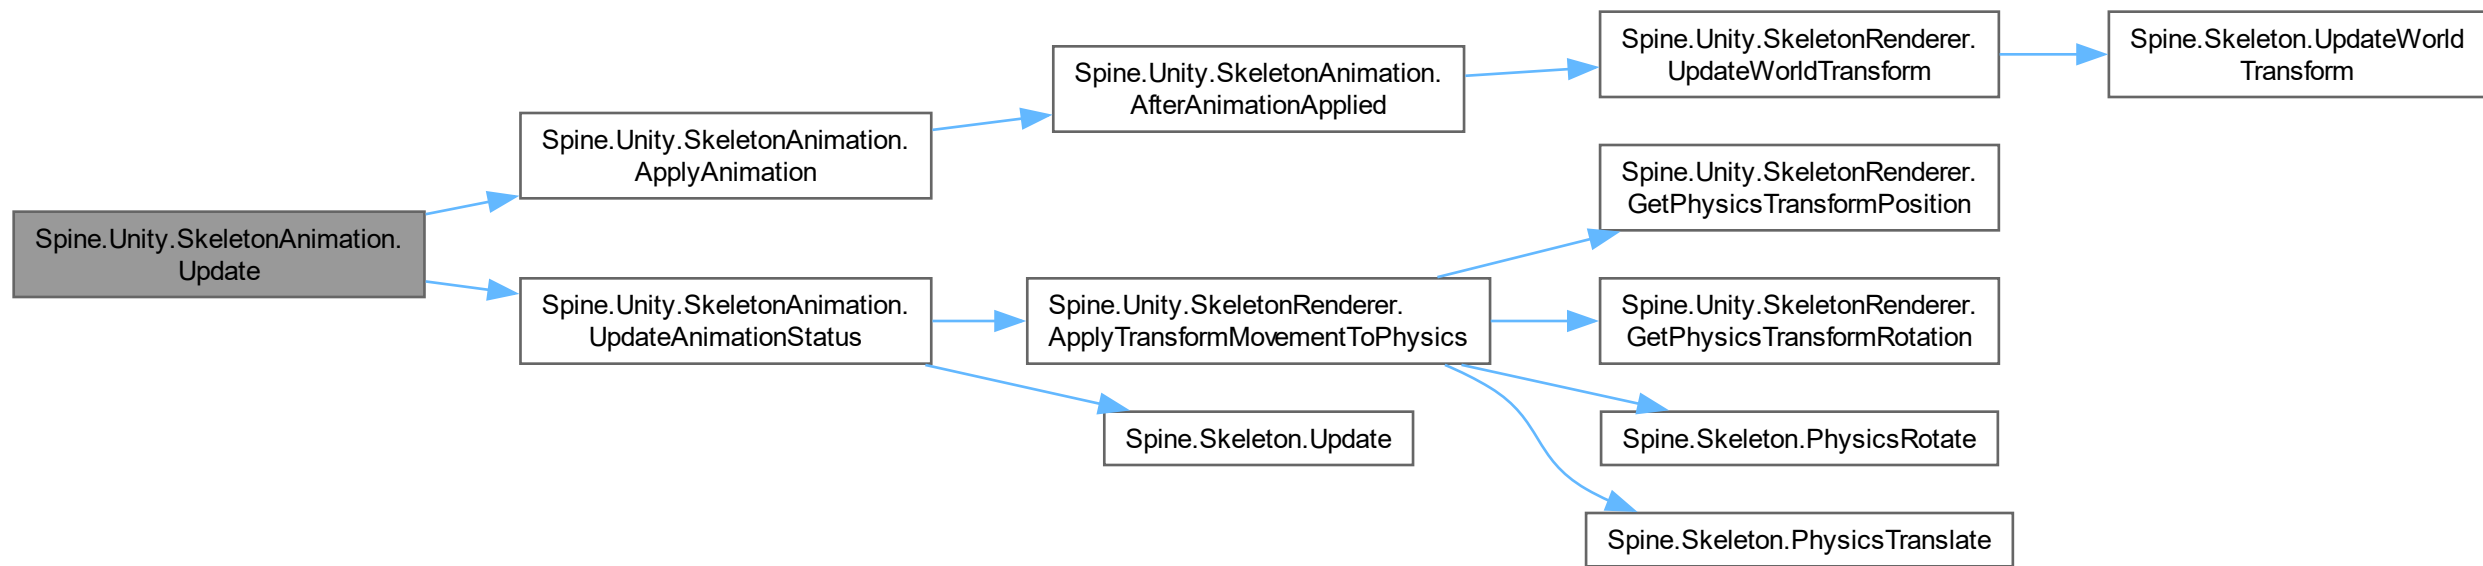 Spine.Unity.SkeletonAnimation.
Update
Spine.Unity.SkeletonAnimation.
ApplyAnimation
Spine.Unity.SkeletonAnimation.
AfterAnimationApplied
Spine.Unity.SkeletonRenderer.
UpdateWorldTransform
Spine.Skeleton.UpdateWorld
Transform
Spine.Unity.SkeletonAnimation.
UpdateAnimationStatus
Spine.Unity.SkeletonRenderer.
ApplyTransformMovementToPhysics
Spine.Unity.SkeletonRenderer.
GetPhysicsTransformPosition
Spine.Unity.SkeletonRenderer.
GetPhysicsTransformRotation
Spine.Skeleton.PhysicsRotate
Spine.Skeleton.PhysicsTranslate
Spine.Skeleton.Update